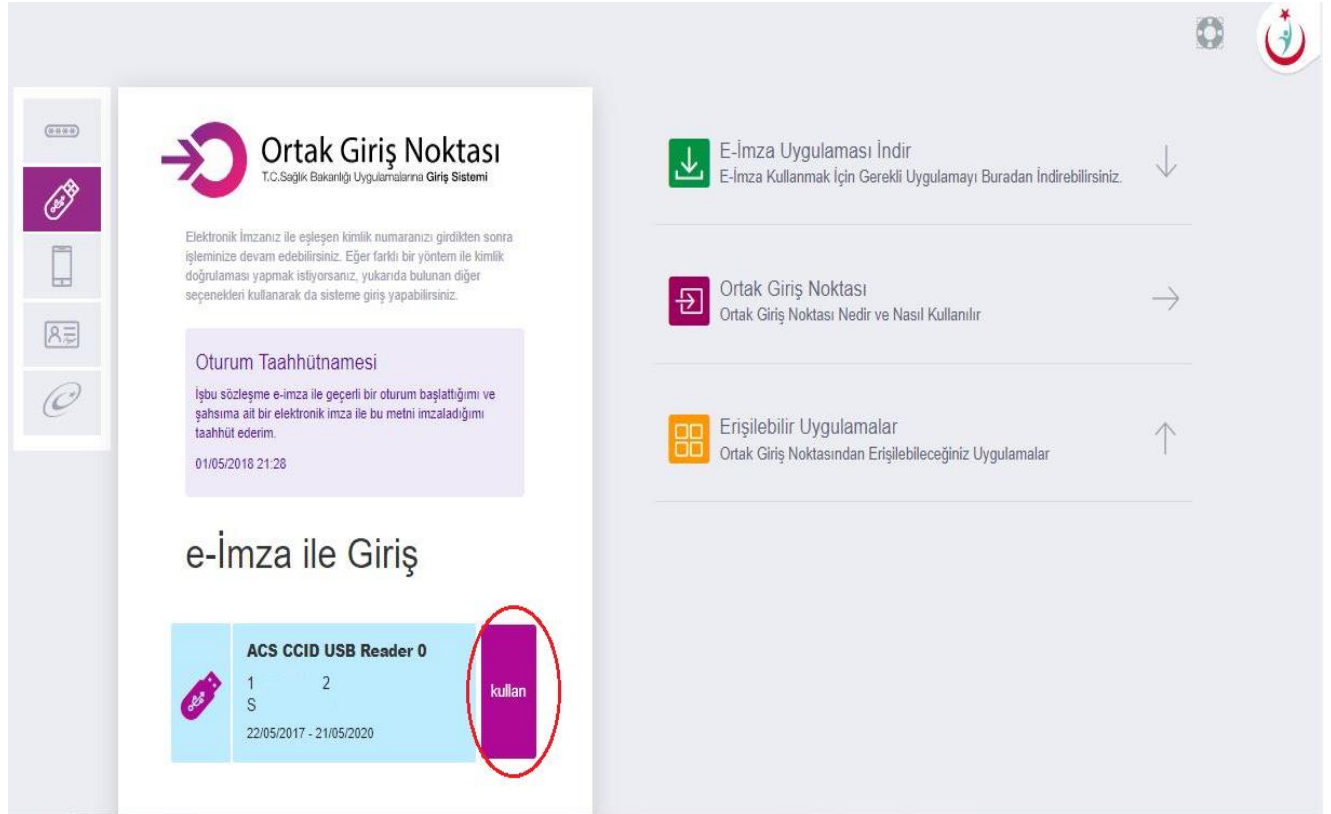 Ortak Giriş Noktası
T.C.Sağlık Bakanlığı Uygulamalarına Giriş Sistemi
Elektronik İmzanız ile eşleşen kimlik numaranızı girdikten sonra
işleminize devam edebilirsiniz. Eğer farklı bir yöntem ile kimlik
doğrulaması yapmak istiyorsanız, yukarıda bulunan diğer
seçenekleri kullanarak da sisteme giriş yapabilirsiniz.
Oturum Taahhütnamesi
İşbu sözleşme e-imza ile geçerli bir oturum başlattığımı ve
şahsıma ait bir elektronik imza ile bu metni imzaladığımı
taahhüt ederim.
01/05/2018 21:28
e-İmza ile Giriş
ACS CCID USB Reader 0
1 2
S
22/05/2017 - 21/05/2020
kullan
E-İmza Uygulaması İndir
E-İmza Kullanmak İçin Gerekli Uygulamayı Buradan İndirebilirsiniz.
Ortak Giriş Noktası
Ortak Giriş Noktası Nedir ve Nasıl Kullanılır
Erişilebilir Uygulamalar
Ortak Giriş Noktasından Erişilebileceğiniz Uygulamalar